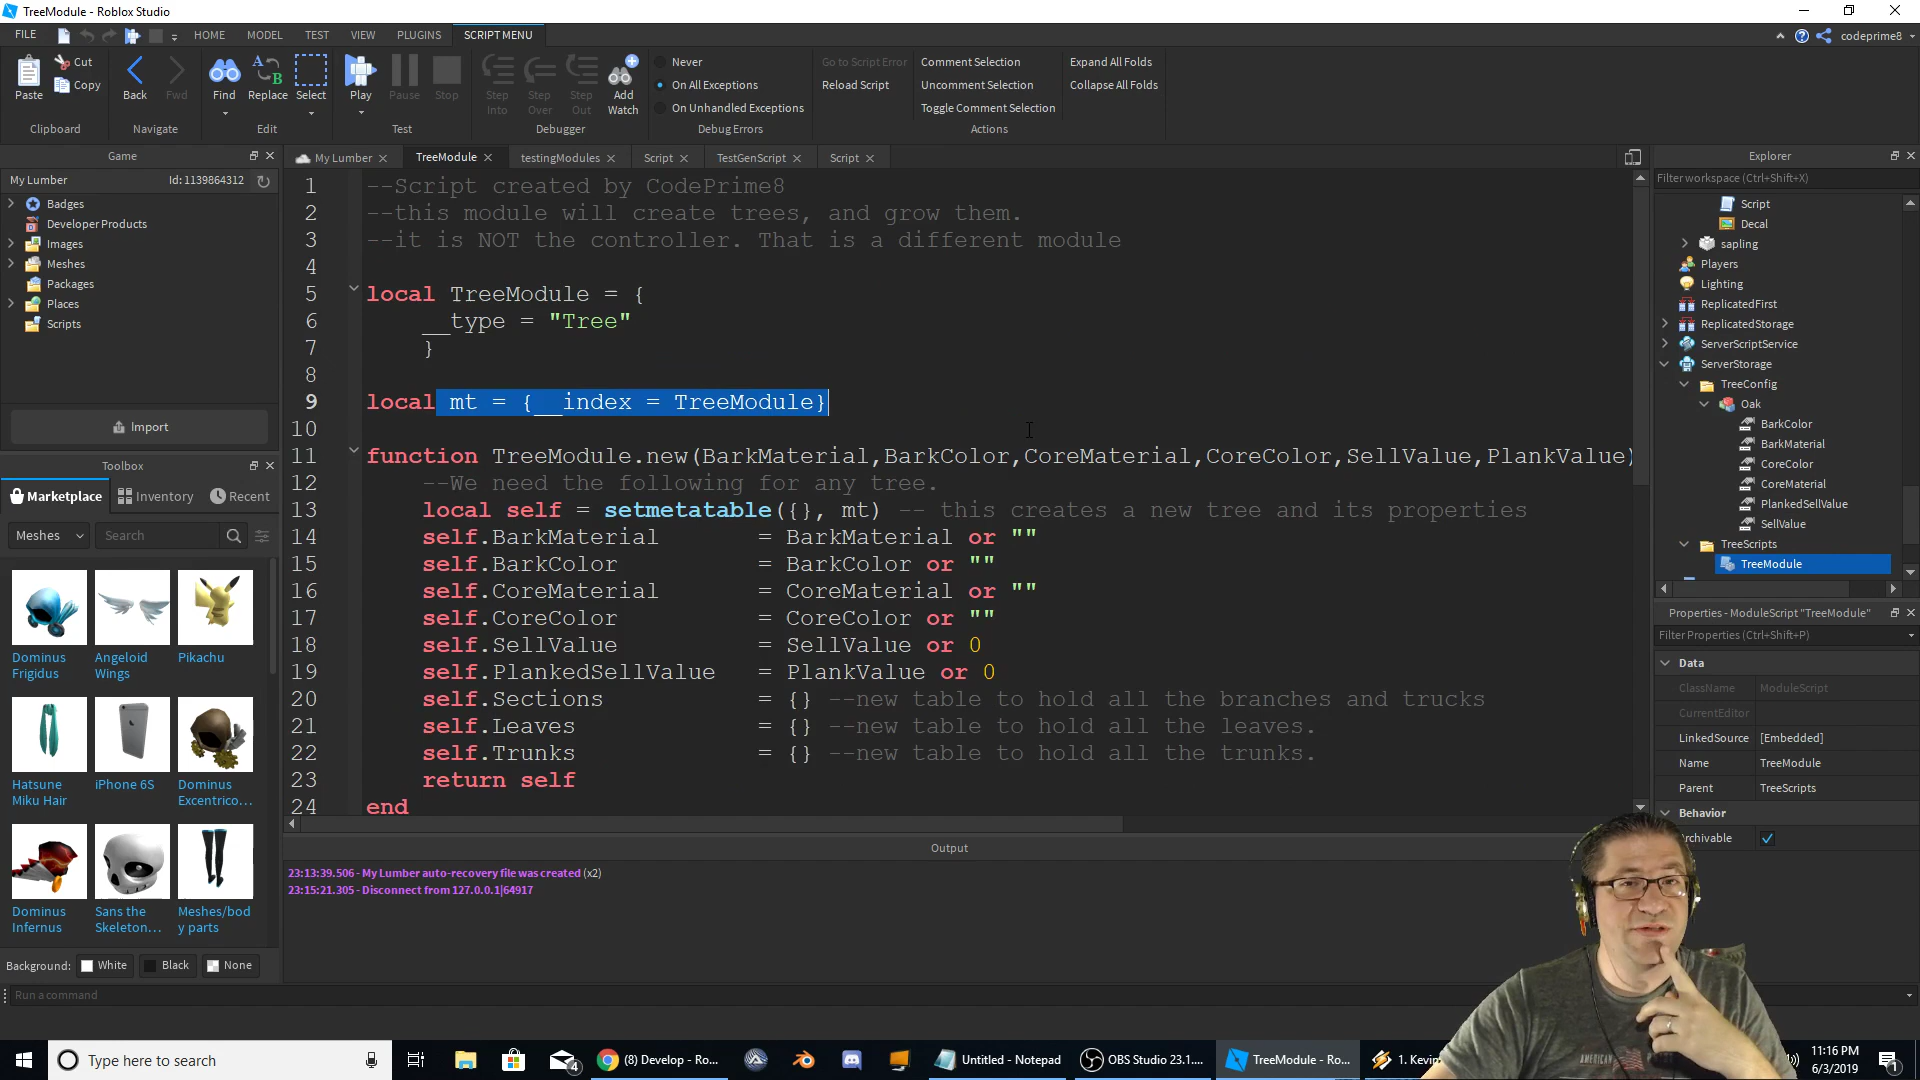 TreeModule - Roblox Studio
FILE
HOME
MODEL
TEST
VIEW
PLUGINS
SCRIPT MENU
codeprime8
Paste
Cut
Copy
Clipboard
Back
Fwd
Navigate
Find
Replace
Select
Edit
Play
Pause
Stop
Test
Step Into
Step Over
Step Out
Add Watch
Debugger
Never
On All Exceptions
On Unhandled Exceptions
Debug Errors
Go to Script Error
Reload Script
Comment Selection
Uncomment Selection
Toggle Comment Selection
Actions
Expand All Folds
Collapse All Folds
Game
My Lumber
Id: 1139864312
Badges
Developer Products
Images
Meshes
Packages
Places
Scripts
Import
Toolbox
Marketplace
Inventory
Recent
Meshes
Search
Dominus Frigidus
Angeloid Wings
Pikachu
Hatsune Miku Hair
iPhone 6S
Dominus Excentrico...
Dominus Infernus
Sans the Skeleton...
Meshes/body parts
Background:
White
Black
None
My Lumber
TreeModule
testingModules
Script
TestGenScript
Script
1 --Script created by CodePrime8
2 --this module will create trees, and grow them.
3 --it is NOT the controller. That is a different module
4
5 local TreeModule = {
6 __type = "Tree"
7 }
8
9 local mt = {__index = TreeModule}
10
11 function TreeModule.new(BarkMaterial,BarkColor,CoreMaterial,CoreColor,SellValue,PlankValue)
12 --We need the following for any tree.
13 local self = setmetatable({}, mt) -- this creates a new tree and its properties
14 self.BarkMaterial = BarkMaterial or ""
15 self.BarkColor = BarkColor or ""
16 self.CoreMaterial = CoreMaterial or ""
17 self.CoreColor = CoreColor or ""
18 self.SellValue = SellValue or 0
19 self.PlankedSellValue = PlankValue or 0
20 self.Sections = {} --new table to hold all the branches and trucks
21 self.Leaves = {} --new table to hold all the leaves.
22 self.Trunks = {} --new table to hold all the trunks.
23 return self
24 end
Output
23:13:39.506 - My Lumber auto-recovery file was created (x2)
23:15:21.305 - Disconnect from 127.0.0.1|64917
Explorer
Filter workspace (Ctrl+Shift+X)
Script
Decal
sapling
Players
Lighting
ReplicatedFirst
ReplicatedStorage
ServerScriptService
ServerStorage
TreeConfig
Oak
BarkColor
BarkMaterial
CoreColor
CoreMaterial
PlankedSellValue
SellValue
TreeScripts
TreeModule
Properties - ModuleScript "TreeModule"
Filter Properties (Ctrl+Shift+P)
Data
ClassName ModuleScript
CurrentEditor
LinkedSource [Embedded]
Name TreeModule
Parent TreeScripts
Behavior
Run a command
Type here to search
4
(8) Develop - Ro...
Untitled - Notepad
OBS Studio 23.1....
TreeModule - Ro...
11:16 PM
6/3/2019
1